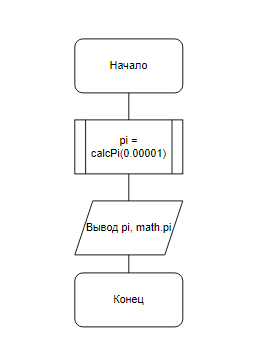 Начало
pi =
calcPi(0.00001)
Вывод pi, math.pi
Конец